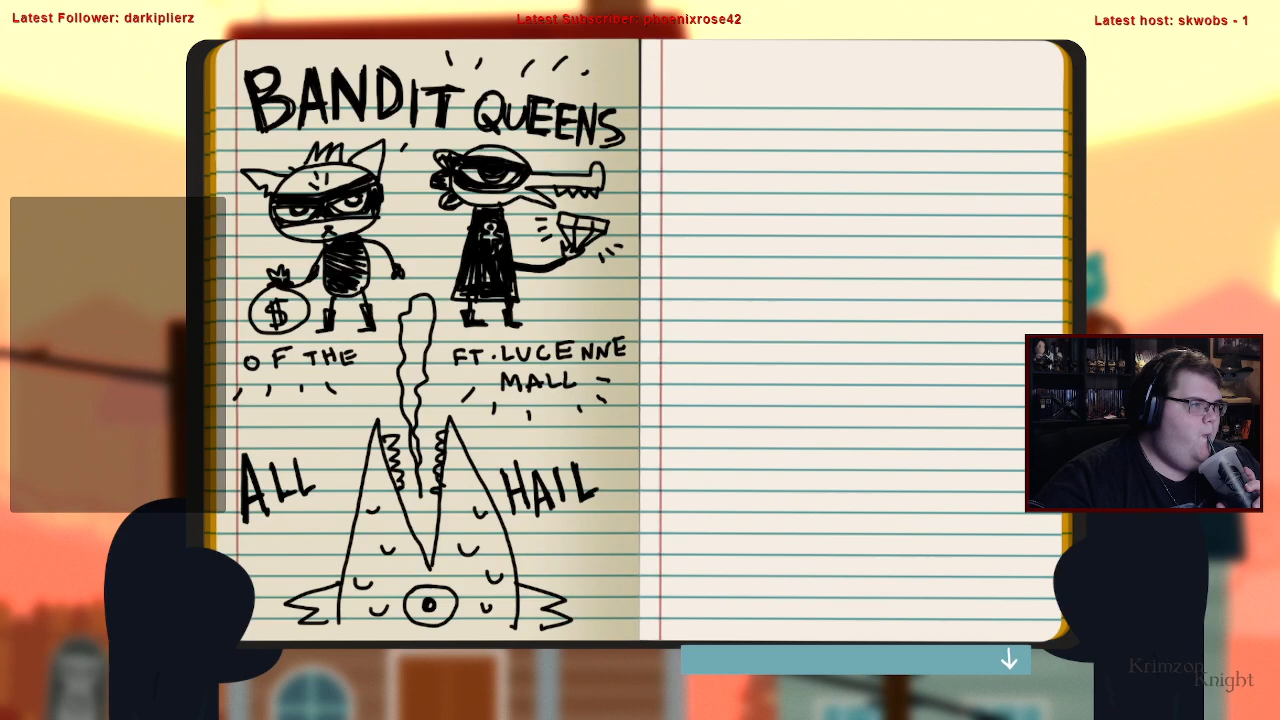 Latest Follower: darkiplierz
Latest Subscriber: phoenixrose42
Latest host: skwobs - 1
BANDIT QUEENS
$
OF THE
FT. LUCENNE
MALL
ALL
HAIL
Krimzon
Knight